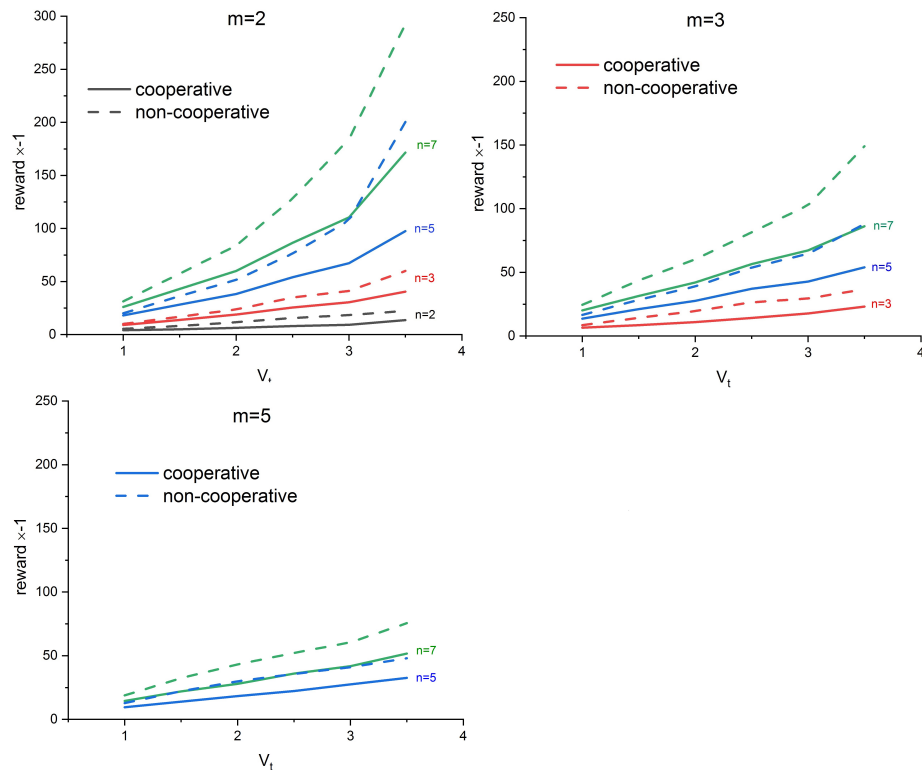 m=2
300
250
200
150
100
50
0
reward ×-1
cooperative
non-cooperative
n=7
n=5
n=3
n=2
1
2
3
4
V
m=3
250
200
150
100
50
0
reward ×-1
cooperative
non-cooperative
n=7
n=5
n=3
1
2
3
4
V_t
m=5
250
200
150
100
50
0
reward ×-1
cooperative
non-cooperative
n=7
n=5
1
2
3
4
V_t